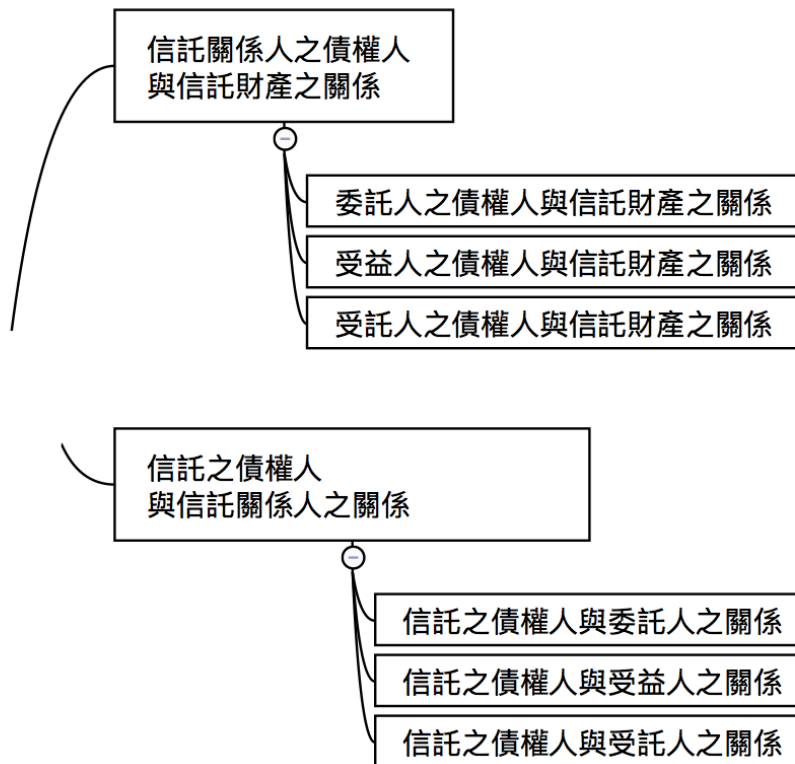 信託關係人之債權人
與信託財產之關係
委託人之債權人與信託財產之關係
受益人之債權人與信託財產之關係
受託人之債權人與信託財產之關係
信託之債權人
與信託關係人之關係
信託之債權人與委託人之關係
信託之債權人與受益人之關係
信託之債權人與受託人之關係